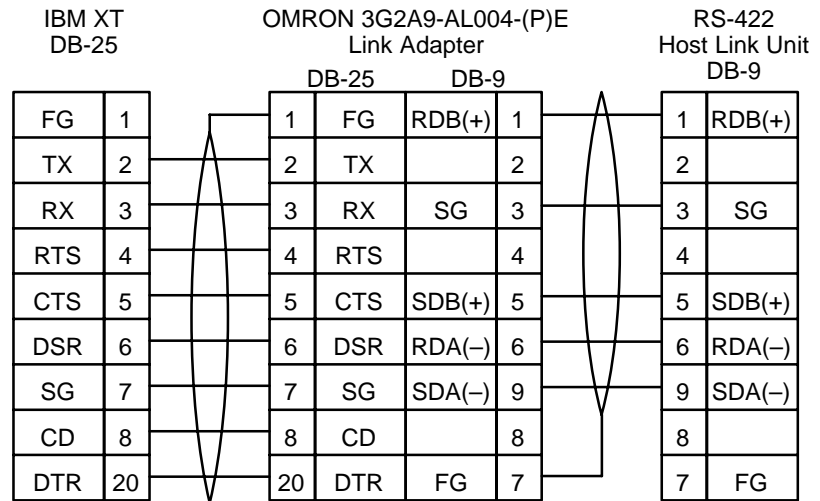 IBM XT OMRON 3G2A9-AL004-(P)E RS-422
DB-25 Link Adapter Host Link Unit
DB-25 DB-9 DB-9
FG 1 1 FG RDB(+) 1 1 RDB(+)
TX 2 2 TX 2 2
RX 3 3 RX SG 3 3 SG
RTS 4 4 RTS 4 4
CTS 5 5 CTS SDB(+) 5 5 SDB(+)
DSR 6 6 DSR RDA(–) 6 6 RDA(–)
SG 7 7 SG SDA(–) 9 9 SDA(–)
CD 8 8 CD 8 8
DTR 20 20 DTR FG 7 7 FG